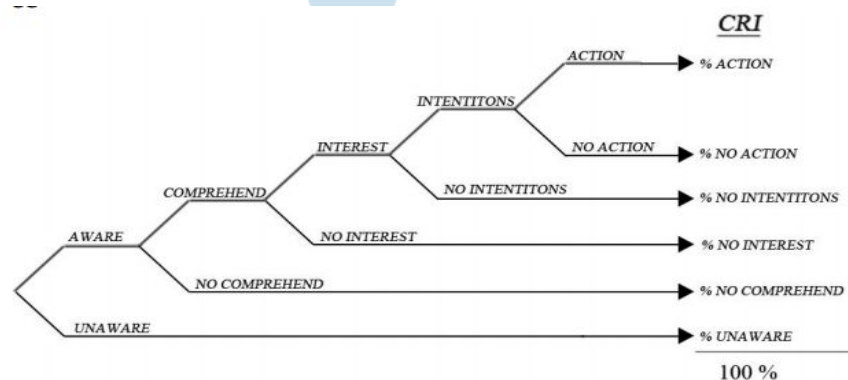 CRI
ACTION
% ACTION
INTENTITONS
INTEREST
NO ACTION
% NO ACTION
COMPREHEND
NO INTENTITONS
% NO INTENTITONS
AWARE
NO INTEREST
% NO INTEREST
NO COMPREHEND
% NO COMPREHEND
UNAWARE
% UNAWARE
100 %